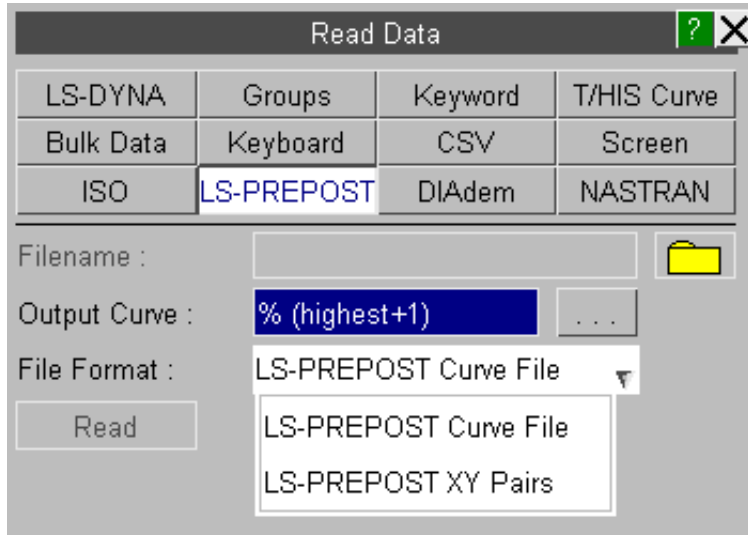 Read Data ? X
LS-DYNA Groups Keyword T/HIS Curve
Bulk Data Keyboard CSV Screen
ISO LS-PREPOST DIAdem NASTRAN
Filename :
Output Curve : % (highest+1) . . .
File Format : LS-PREPOST Curve File
Read LS-PREPOST Curve File
LS-PREPOST XY Pairs